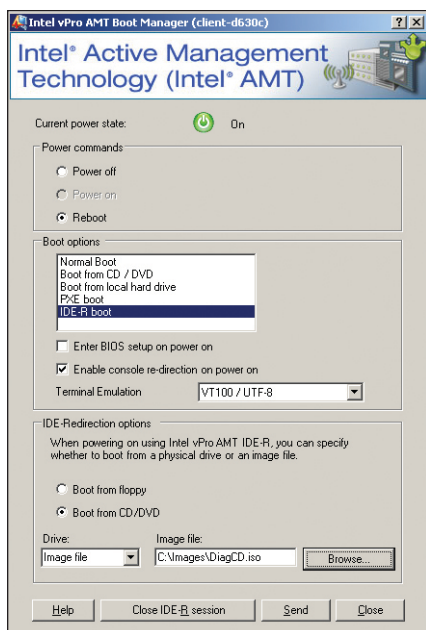 Intel vPro AMT Boot Manager (client-d630c)
Intel® Active Management
Technology (Intel® AMT)
Current power state: On
Power commands
Power off
Power on
Reboot
Boot options
Normal Boot
Boot from CD / DVD
Boot from local hard drive
PXE boot
IDE-R boot
Enter BIOS setup on power on
Enable console re-direction on power on
Terminal Emulation VT100 / UTF-8
IDE-Redirection options
When powering on using Intel vPro AMT IDE-R, you can specify
whether to boot from a physical drive or an image file.
Boot from floppy
Boot from CD/DVD
Drive: Image file:
Image file C:\Images\DiagCD.iso Browse...
Help Close IDE-R session Send Close